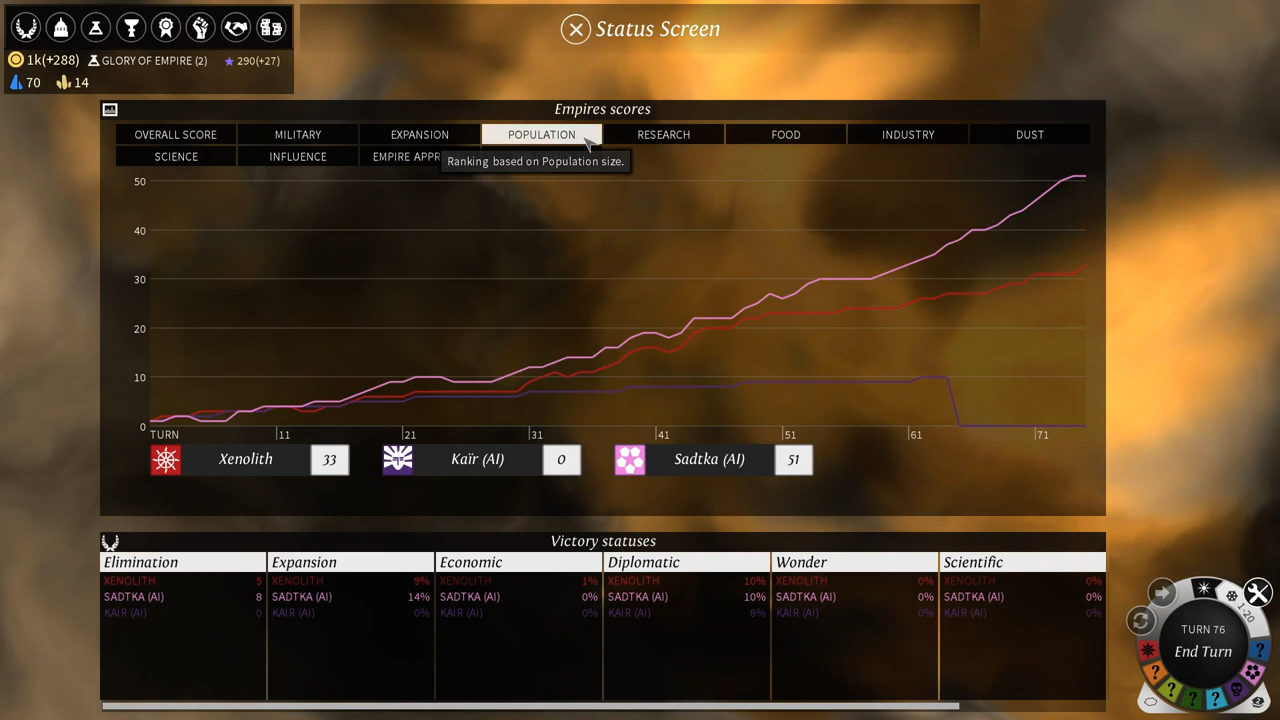 Status Screen
1k(+288) GLORY OF EMPIRE (2) 290(+27)
70 14
Empires scores
OVERALL SCORE MILITARY EXPANSION POPULATION RESEARCH FOOD INDUSTRY DUST
SCIENCE INFLUENCE EMPIRE APPR
Ranking based on Population size.
50
40
30
20
10
0
TURN 11 21 31 41 51 61 71
Xenolith 33 Kaïr (AI) 0 Sadtka (AI) 51
Victory statuses
Elimination Expansion Economic Diplomatic Wonder Scientific
XENOLITH 5 XENOLITH 9% XENOLITH 1% XENOLITH 10% XENOLITH 0% XENOLITH 0%
SADTKA (AI) 8 SADTKA (AI) 14% SADTKA (AI) 0% SADTKA (AI) 10% SADTKA (AI) 0% SADTKA (AI) 0%
KAÏR (AI) 0 KAÏR (AI) 0% KAÏR (AI) 0% KAÏR (AI) 8% KAÏR (AI) 0% KAÏR (AI) 0%
1-20
TURN 76
End Turn
? ? ? ? ? ?